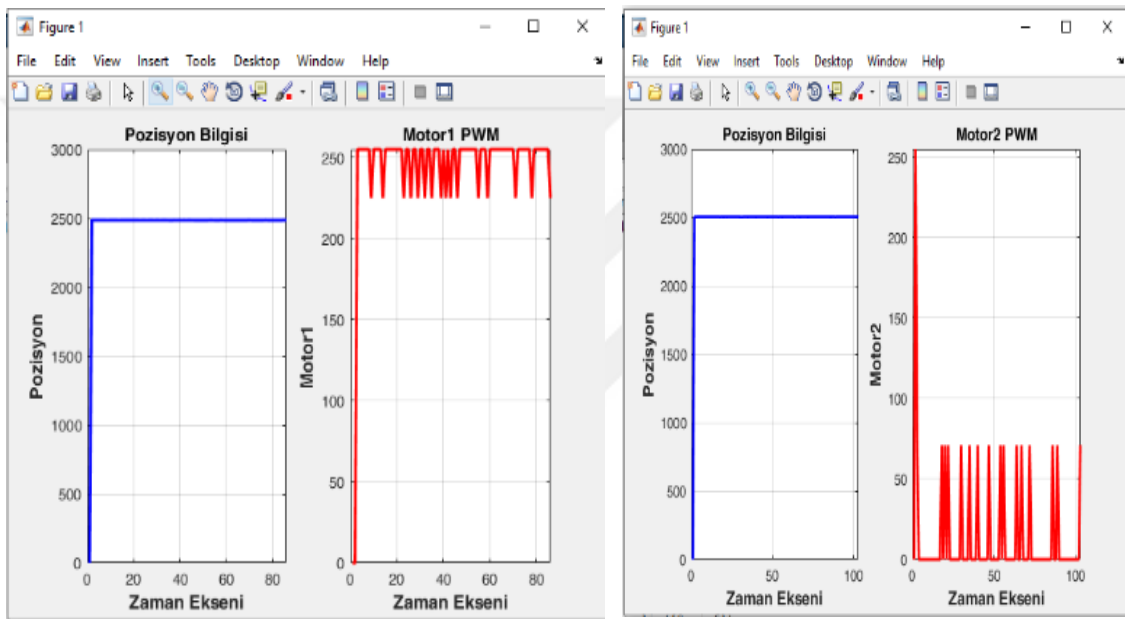 Figure 1
File Edit View Insert Tools Desktop Window Help
Pozisyon Bilgisi
Pozisyon
3000
2500
2000
1500
1000
500
0
0 20 40 60 80
Zaman Ekseni
Motor1 PWM
Motor1
250
200
150
100
50
0
0 20 40 60 80
Zaman Ekseni
Figure 1
File Edit View Insert Tools Desktop Window Help
Pozisyon Bilgisi
Pozisyon
3000
2500
2000
1500
1000
500
0
0 50 100
Zaman Ekseni
Motor2 PWM
Motor2
250
200
150
100
50
0
0 50 100
Zaman Ekseni